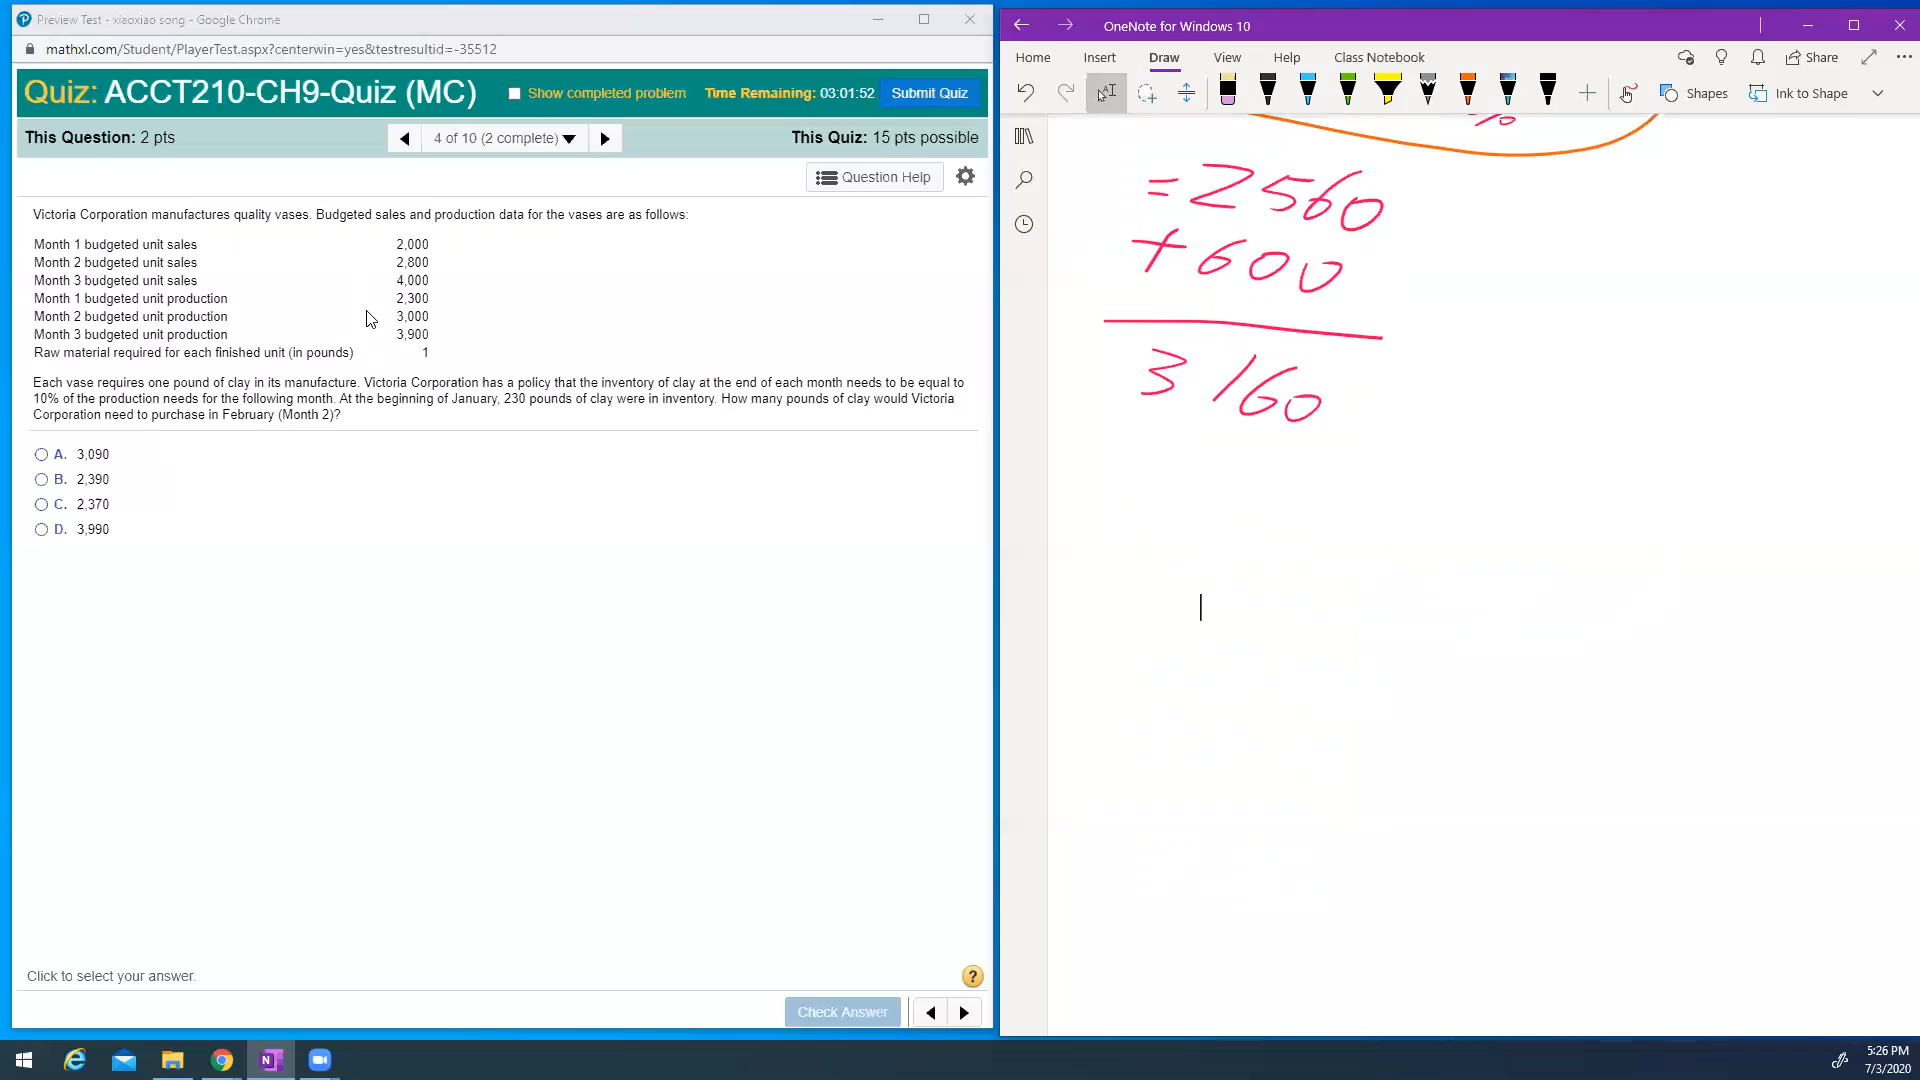 Preview Test - xiaoxiao song - Google Chrome
mathxl.com/Student/PlayerTest.aspx?centerwin=yes&testresultid=-35512
Quiz: ACCT210-CH9-Quiz (MC)
Show completed problem
Time Remaining: 03:01:52
Submit Quiz
This Question: 2 pts
4 of 10 (2 complete)
This Quiz: 15 pts possible
Question Help
Victoria Corporation manufactures quality vases. Budgeted sales and production data for the vases are as follows:
Month 1 budgeted unit sales 2,000
Month 2 budgeted unit sales 2,800
Month 3 budgeted unit sales 4,000
Month 1 budgeted unit production 2,300
Month 2 budgeted unit production 3,000
Month 3 budgeted unit production 3,900
Raw material required for each finished unit (in pounds) 1
Each vase requires one pound of clay in its manufacture. Victoria Corporation has a policy that the inventory of clay at the end of each month needs to be equal to
10% of the production needs for the following month. At the beginning of January, 230 pounds of clay were in inventory. How many pounds of clay would Victoria
Corporation need to purchase in February (Month 2)?
A. 3,090
B. 2,390
C. 2,370
D. 3,990
Click to select your answer.
?
Check Answer
OneNote for Windows 10
Home Insert Draw View Help Class Notebook
Share
Shapes
Ink to Shape
%
= 2560
+ 600
3160
5:26 PM
7/3/2020